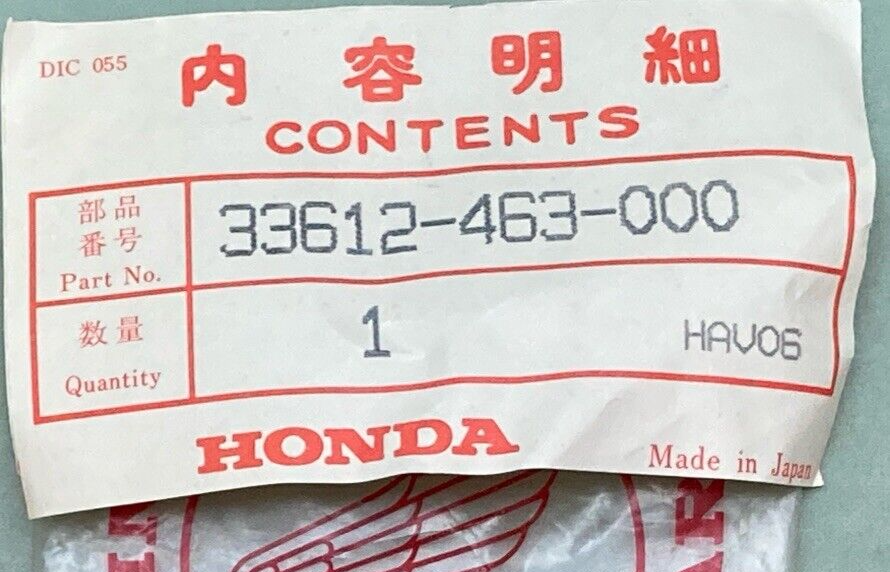 DIC 055
内容明細
CONTENTS
部品
番号
Part No.
33612-463-000
数量
Quantity
1
HAV06
HONDA
Made in Japan